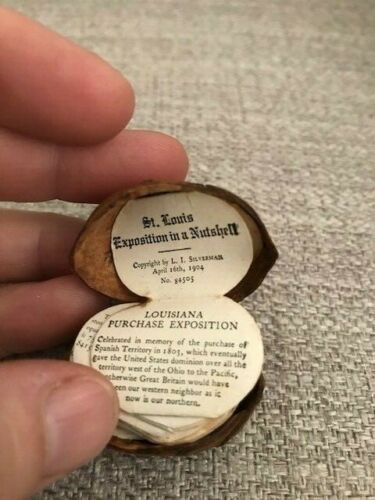 St. Louis
Exposition in a Nutshell
Copyright by L. I. SILVERMAN
April 16th, 1904
No. 84505
LOUISIANA
PURCHASE EXPOSITION
Celebrated in memory of the purchase of
Spanish Territory in 1803, which eventually
gave the United States dominion over all the
territory west of the Ohio to the Pacific,
otherwise Great Britain would have
been our western neighbor as it
now is our northern.